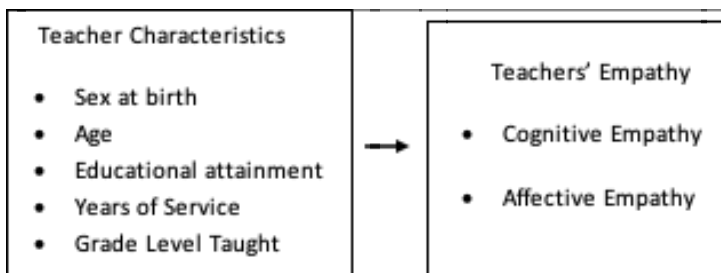 Teacher Characteristics
• Sex at birth
• Age
• Educational attainment
• Years of Service
• Grade Level Taught
Teachers’ Empathy
• Cognitive Empathy
• Affective Empathy